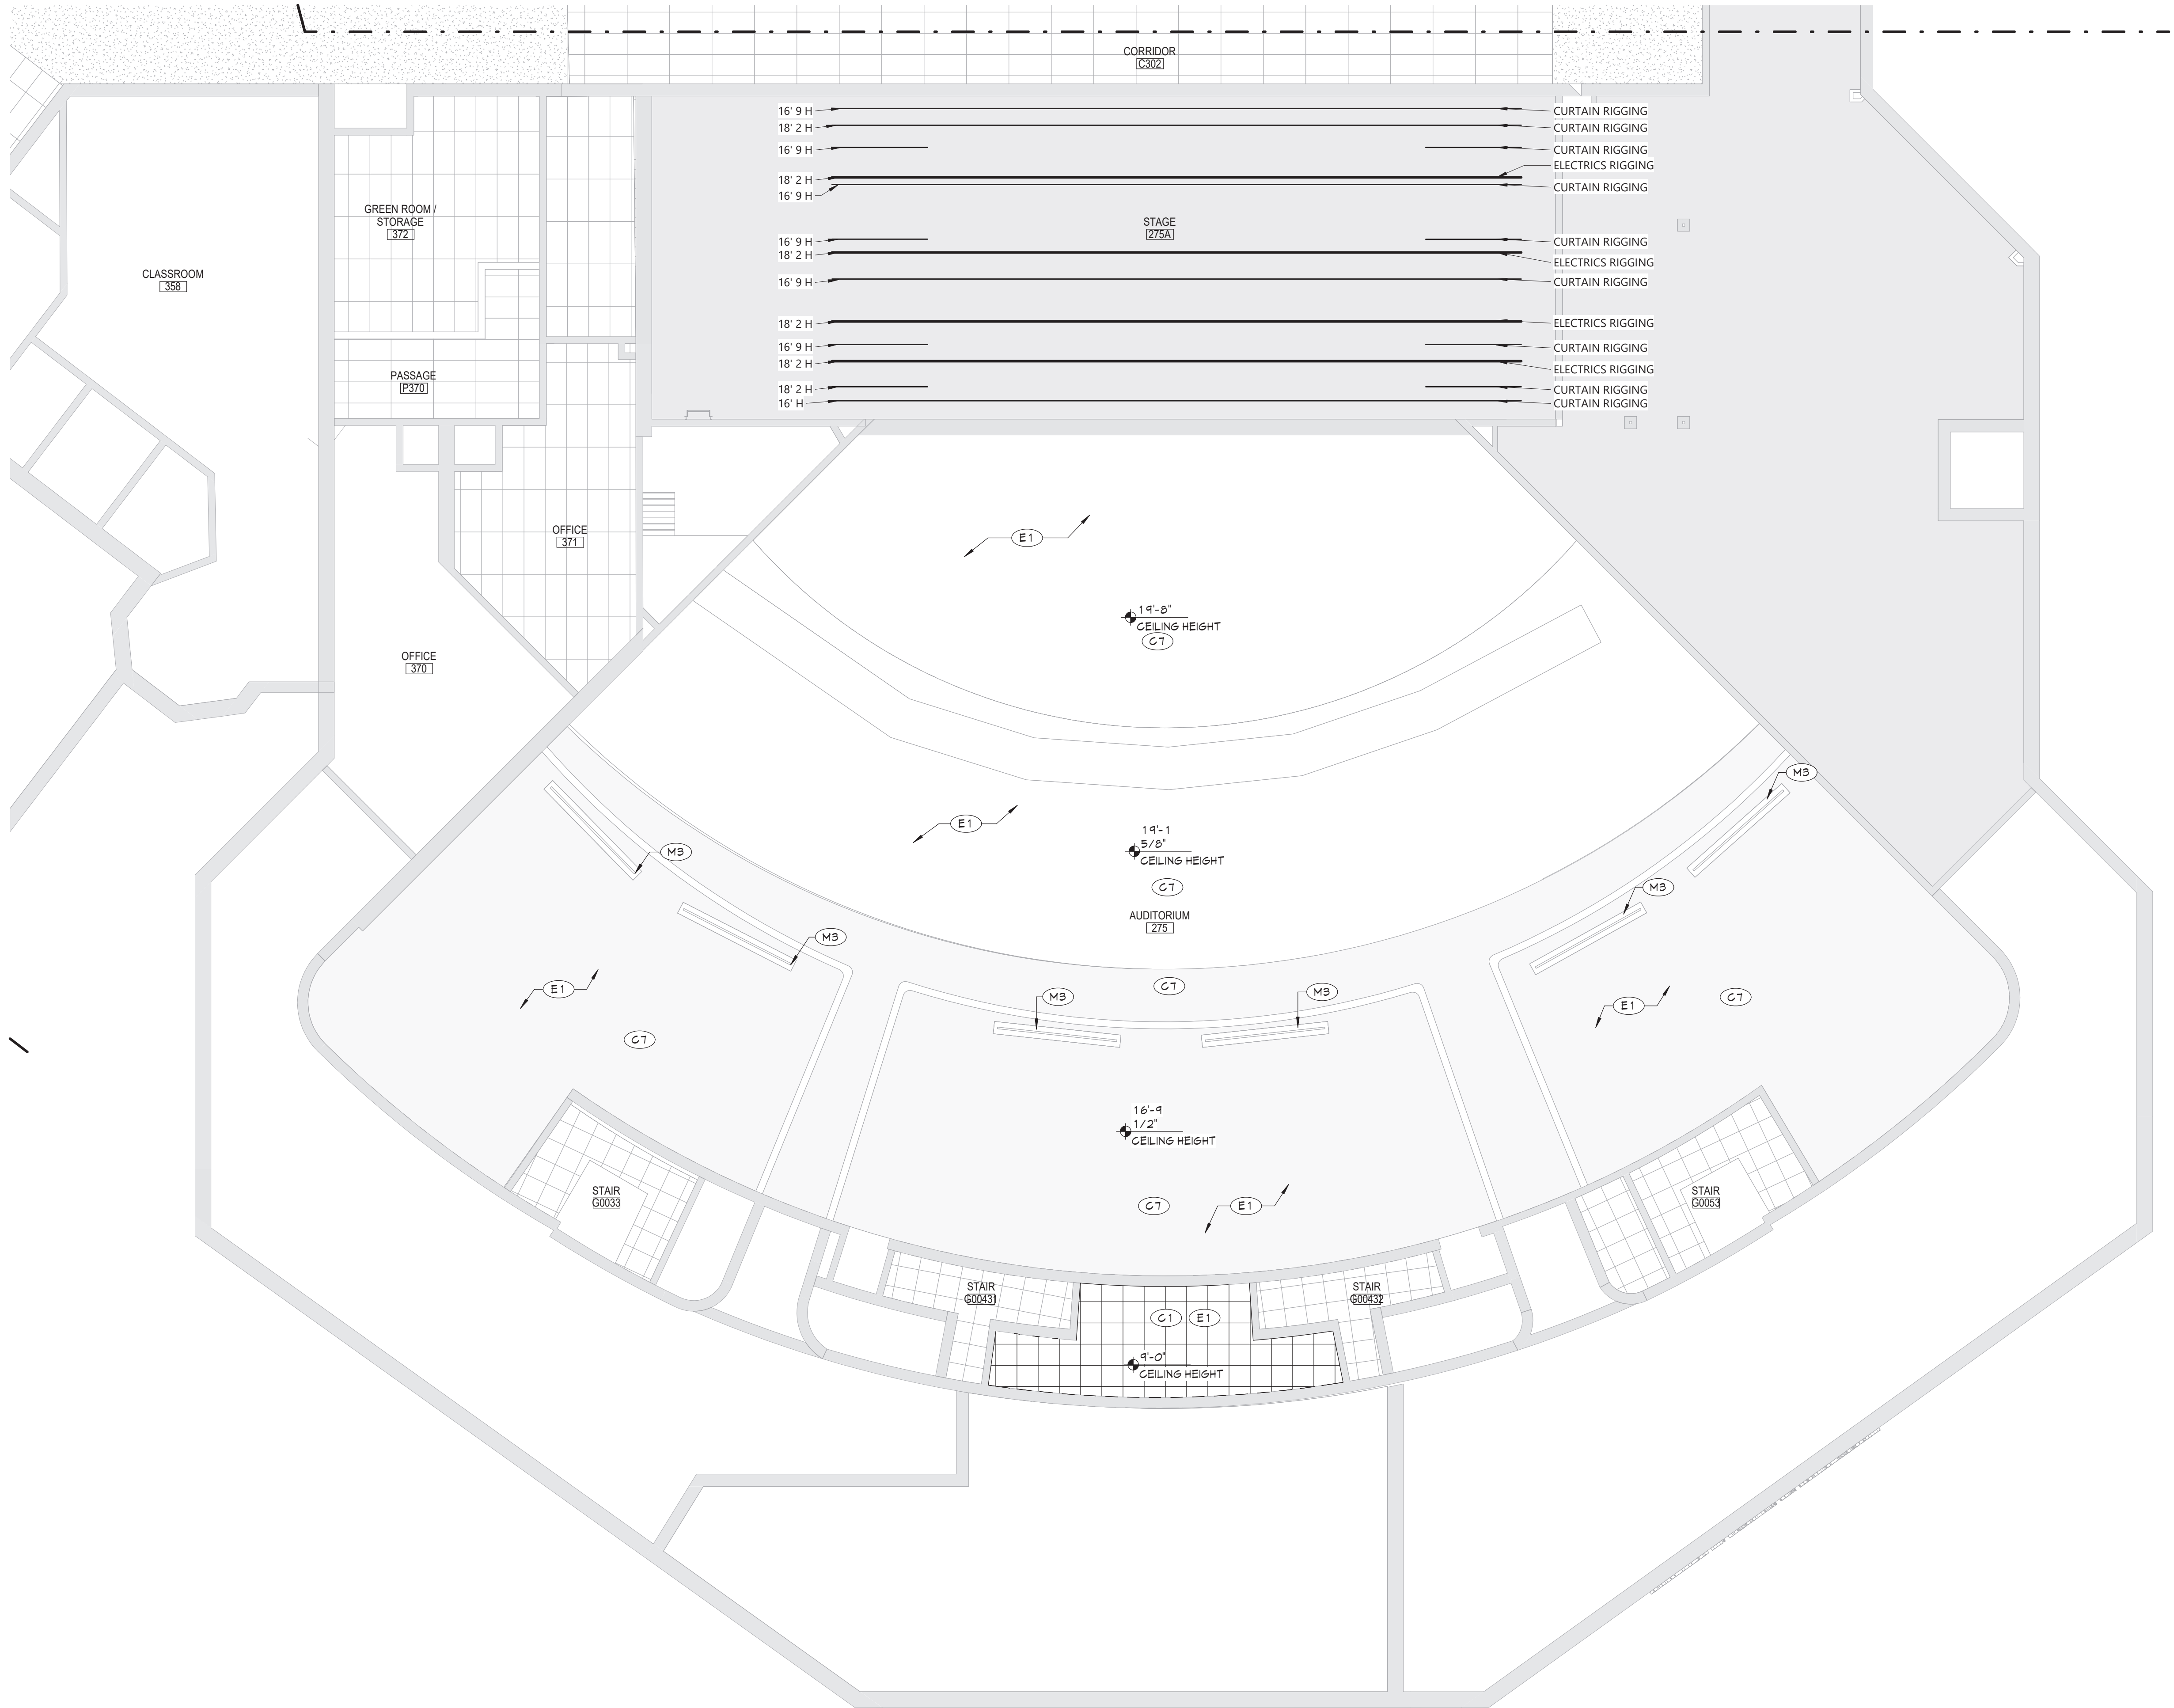 CORRIDOR
C302
16' 9 H
CURTAIN RIGGING
18' 2 H
CURTAIN RIGGING
16' 9 H
CURTAIN RIGGING
ELECTRICS RIGGING
18' 2 H
16' 9 H
CURTAIN RIGGING
GREEN ROOM /
STORAGE
372
STAGE
275A
16' 9 H
CURTAIN RIGGING
18' 2 H
ELECTRICS RIGGING
CLASSROOM
358
16' 9 H
CURTAIN RIGGING
18' 2 H
ELECTRICS RIGGING
16' 9 H
CURTAIN RIGGING
18' 2 H
ELECTRICS RIGGING
PASSAGE
P370
18' 2 H
CURTAIN RIGGING
16' H
CURTAIN RIGGING
OFFICE
371
E1
19'-8"
CEILING HEIGHT
C7
OFFICE
370
M3
E1
19'-1
5/8"
CEILING HEIGHT
M3
C7
M3
AUDITORIUM
275
M3
E1
C7
M3
M3
E1
C7
C7
16'-9
1/2"
CEILING HEIGHT
STAIR
G0033
C7
E1
STAIR
G0053
STAIR
G00431
STAIR
G00432
C1
E1
9'-0"
CEILING HEIGHT